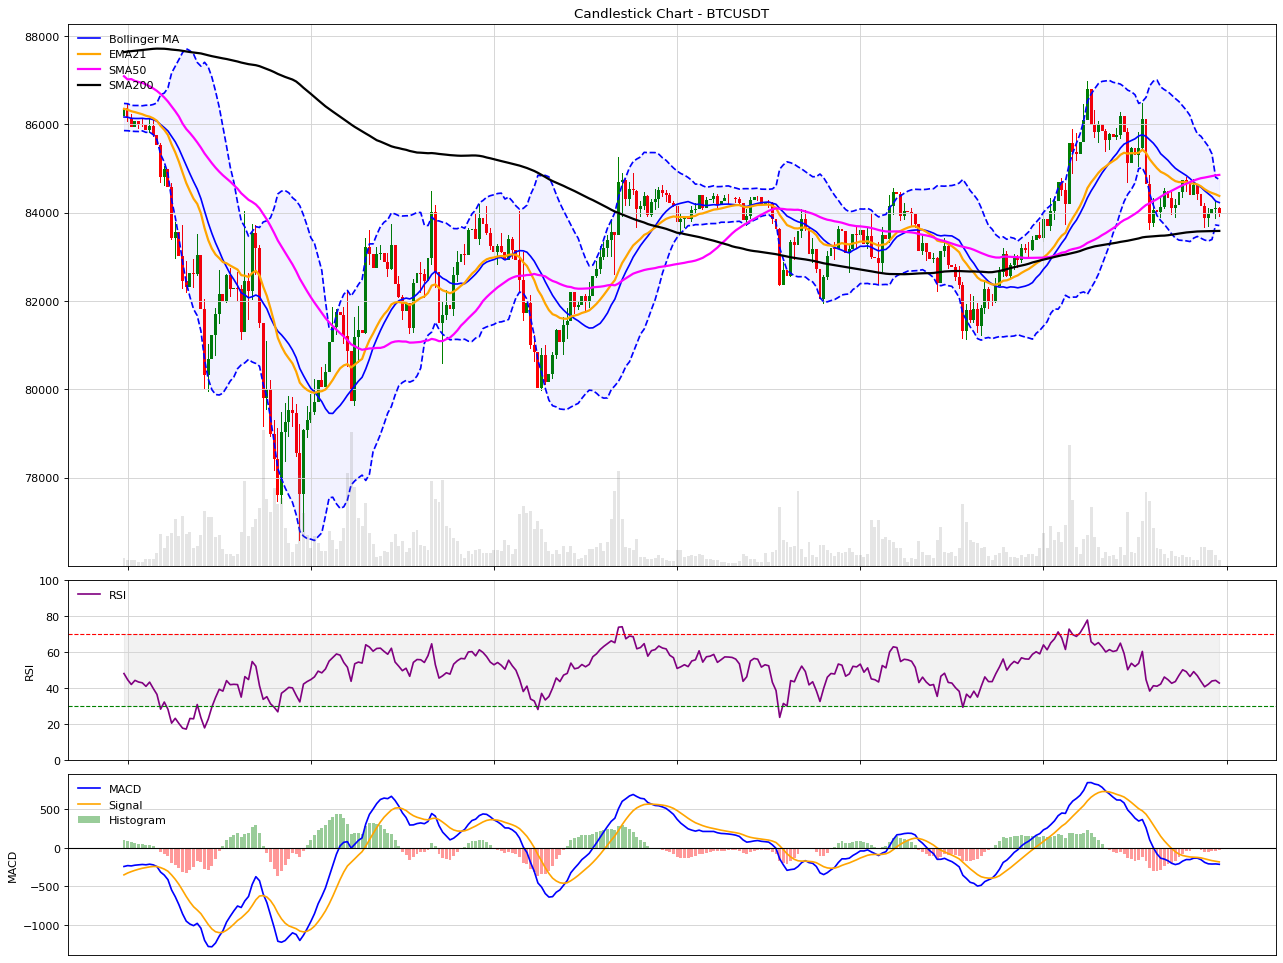 Candlestick Chart - BTCUSDT
88000
86000
84000
82000
80000
78000
Bollinger MA
EMA21
SMA50
SMA200
100
80
60
40
20
0
RSI
RSI
500
0
−500
−1000
MACD
MACD
Signal
Histogram